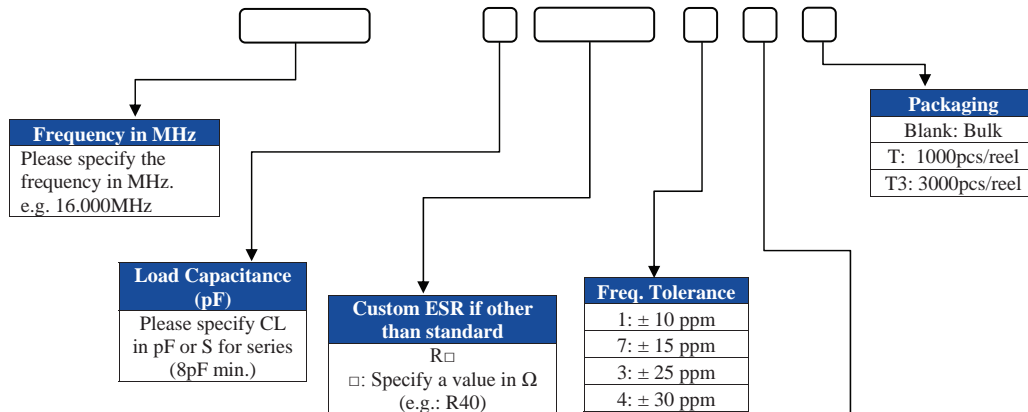 Frequency in MHz
Please specify the
frequency in MHz.
e.g. 16.000MHz
Load Capacitance
(pF)
Please specify CL
in pF or S for series
(8pF min.)
Custom ESR if other
than standard
R□
□: Specify a value in Ω
(e.g.: R40)
Freq. Tolerance
1: ± 10 ppm
7: ± 15 ppm
3: ± 25 ppm
4: ± 30 ppm
Packaging
Blank: Bulk
T: 1000pcs/reel
T3: 3000pcs/reel